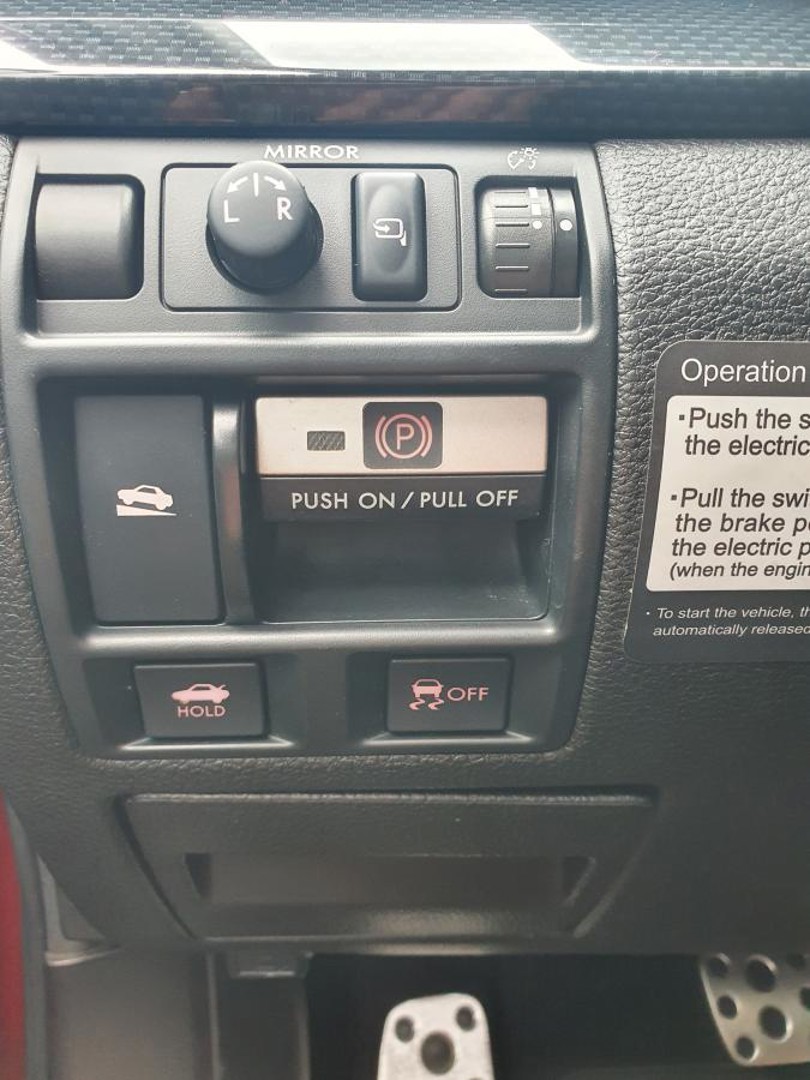 MIRROR
L R
Operation
·Push the s
the electric
P
PUSH ON / PULL OFF
·Pull the swi
the brake pe
the electric p
(when the engin
· To start the vehicle, th
automatically released
HOLD
OFF